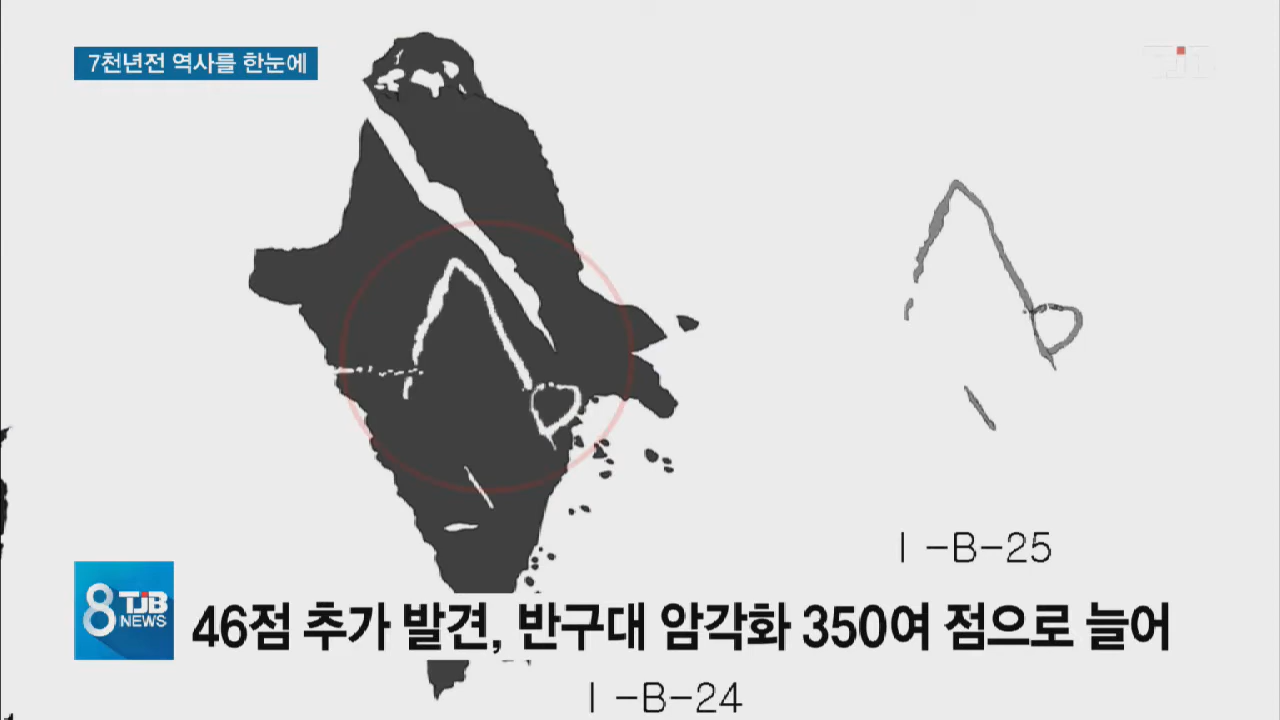 7천년전 역사를 한눈에
TJB
I-B-25
8 TJB NEWS
46점 추가 발견, 반구대 암각화 350여 점으로 늘어
I-B-24